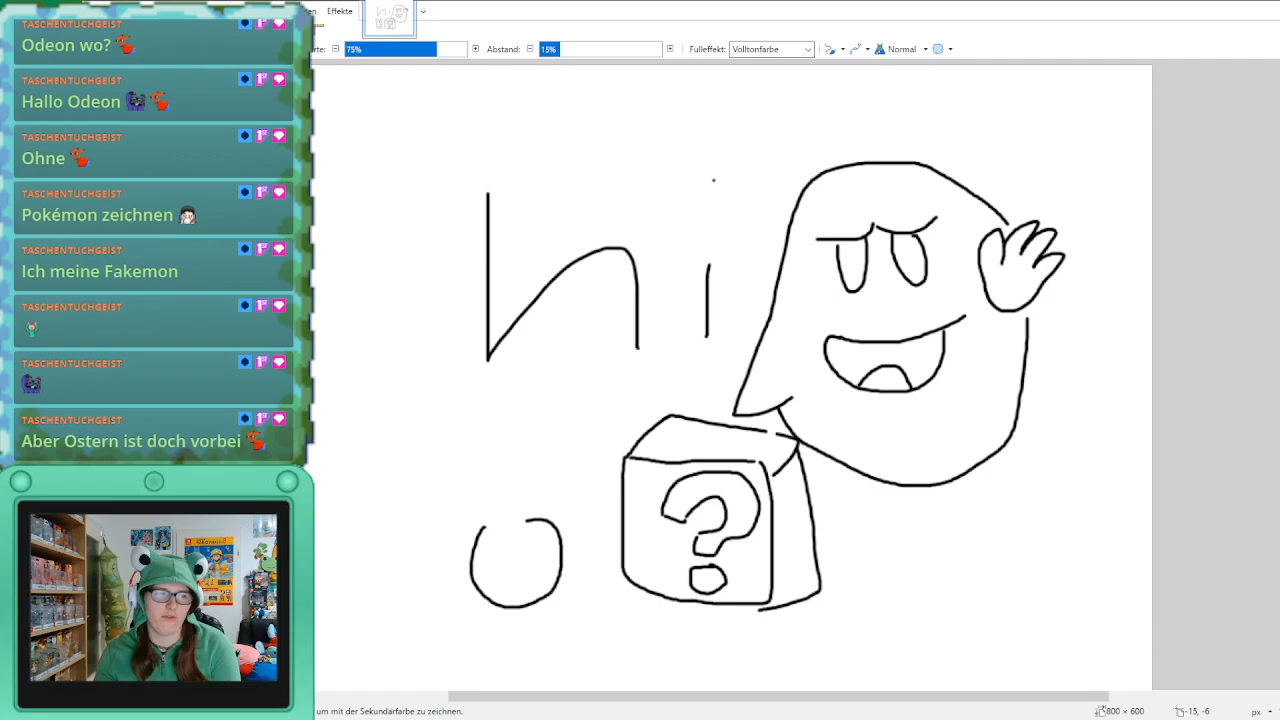 TASCHENTUCHGEIST
Odeon wo?
TASCHENTUCHGEIST
Hallo Odeon
TASCHENTUCHGEIST
Ohne
TASCHENTUCHGEIST
Pokémon zeichnen
TASCHENTUCHGEIST
Ich meine Fakemon
TASCHENTUCHGEIST
TASCHENTUCHGEIST
TASCHENTUCHGEIST
Aber Ostern ist doch vorbei
Effekte
75% Abstand: 15% Fülleffekt: Volltonfarbe Normal
hi
o ?
um mit der Sekundärfarbe zu zeichnen. 800 × 600 -15, -6 px